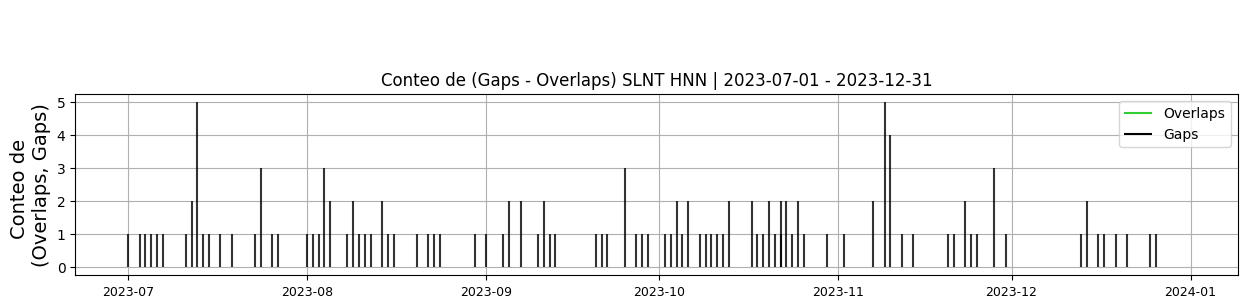 Conteo de (Gaps - Overlaps) SLNT HNN | 2023-07-01 - 2023-12-31
Conteo de
(Overlaps, Gaps)
5
4
3
2
1
0
Overlaps
Gaps
2023-07
2023-08
2023-09
2023-10
2023-11
2023-12
2024-01